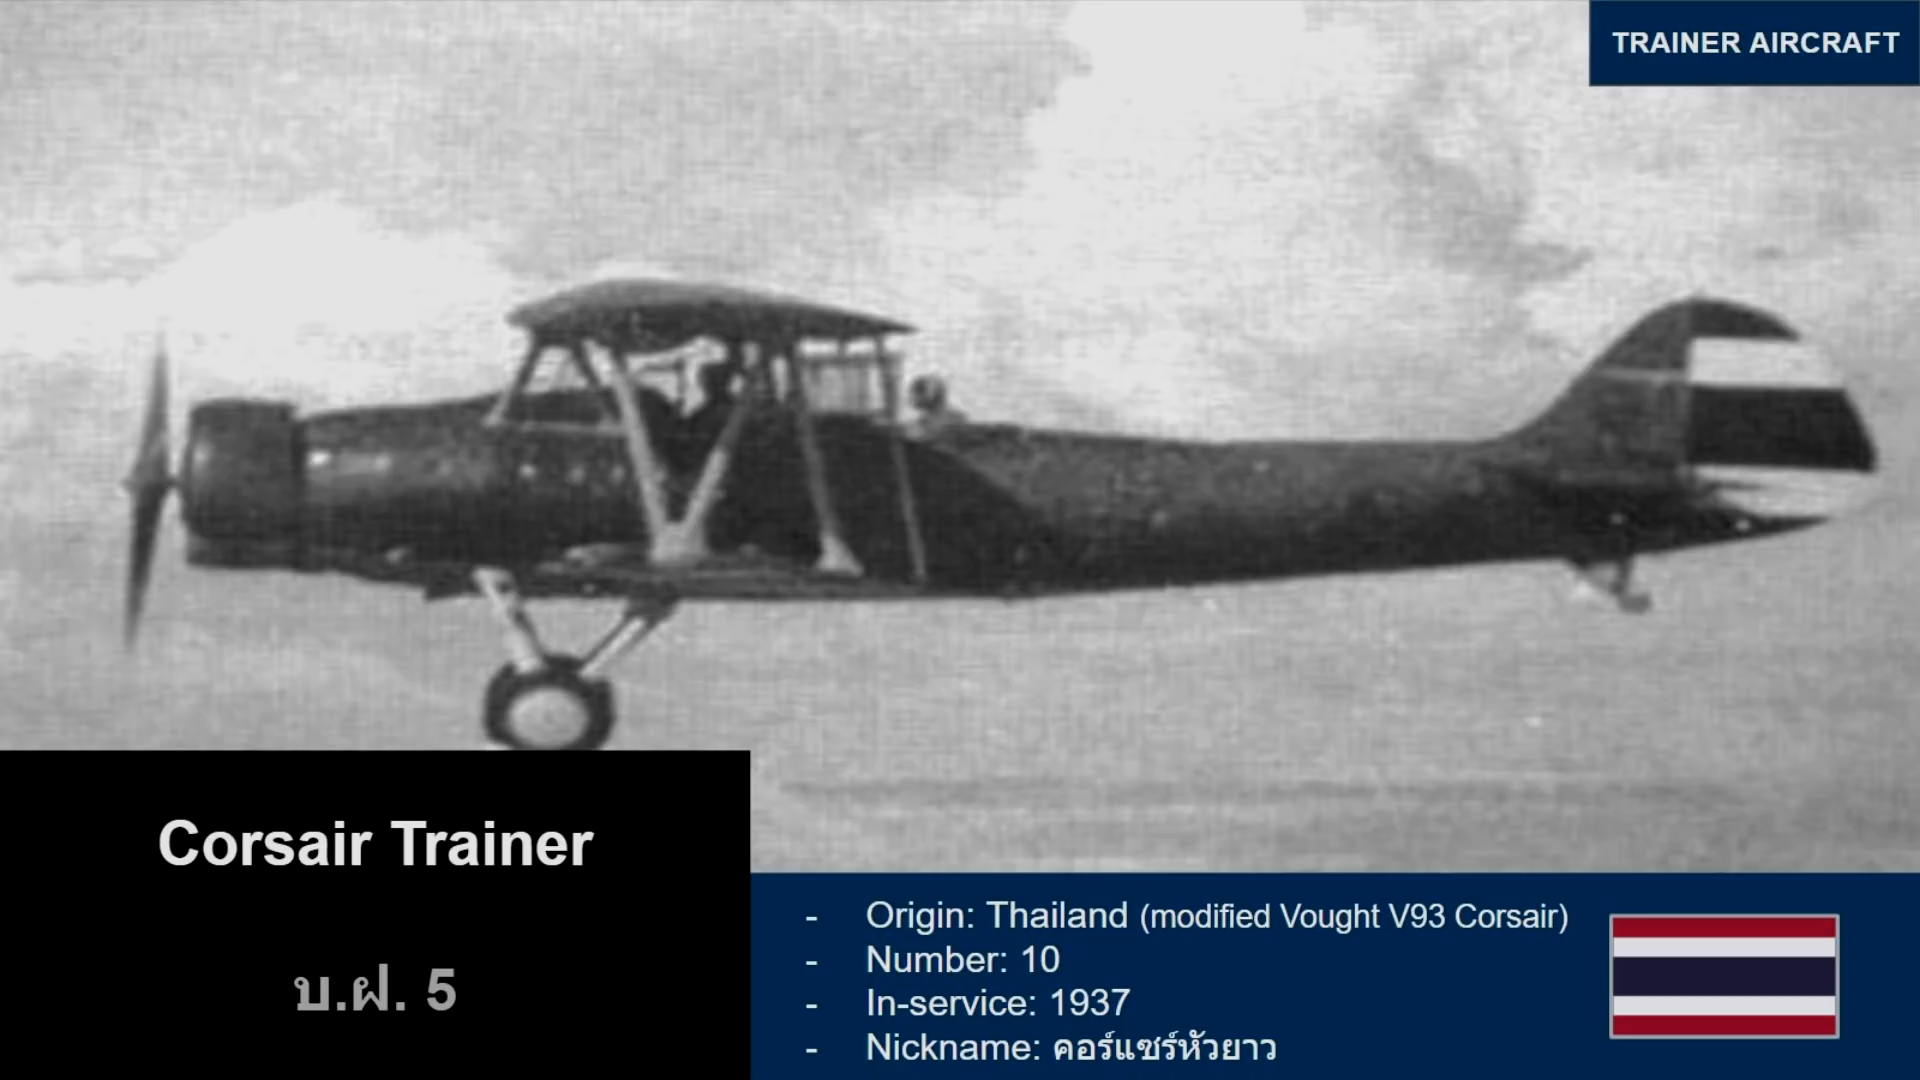 TRAINER AIRCRAFT
Corsair Trainer
บ.ฝ. 5
- Origin: Thailand (modified Vought V93 Corsair)
- Number: 10
- In-service: 1937
- Nickname: คอร์แซร์หัวยาว